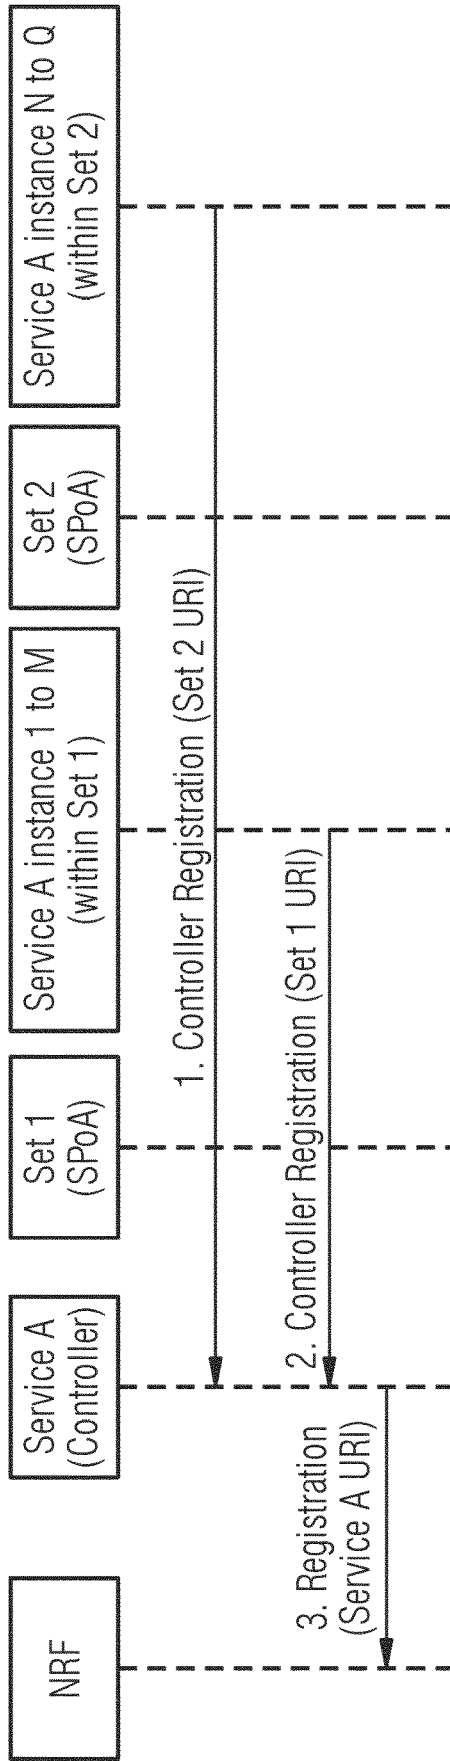 NRF
Service A
(Controller)
Set 1
(SPoA)
Service A instance 1 to M
(within Set 1)
Set 2
(SPoA)
Service A instance N to Q
(within Set 2)
1. Controller Registration (Set 2 URI)
2. Controller Registration (Set 1 URI)
3. Registration
(Service A URI)